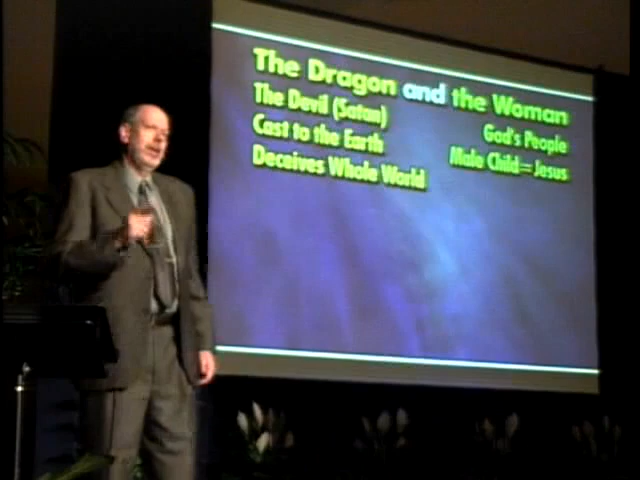 The Dragon and the Woman
The Devil (Satan)
Cast to the Earth
Deceives Whole World
God's People
Male Child=Jesus